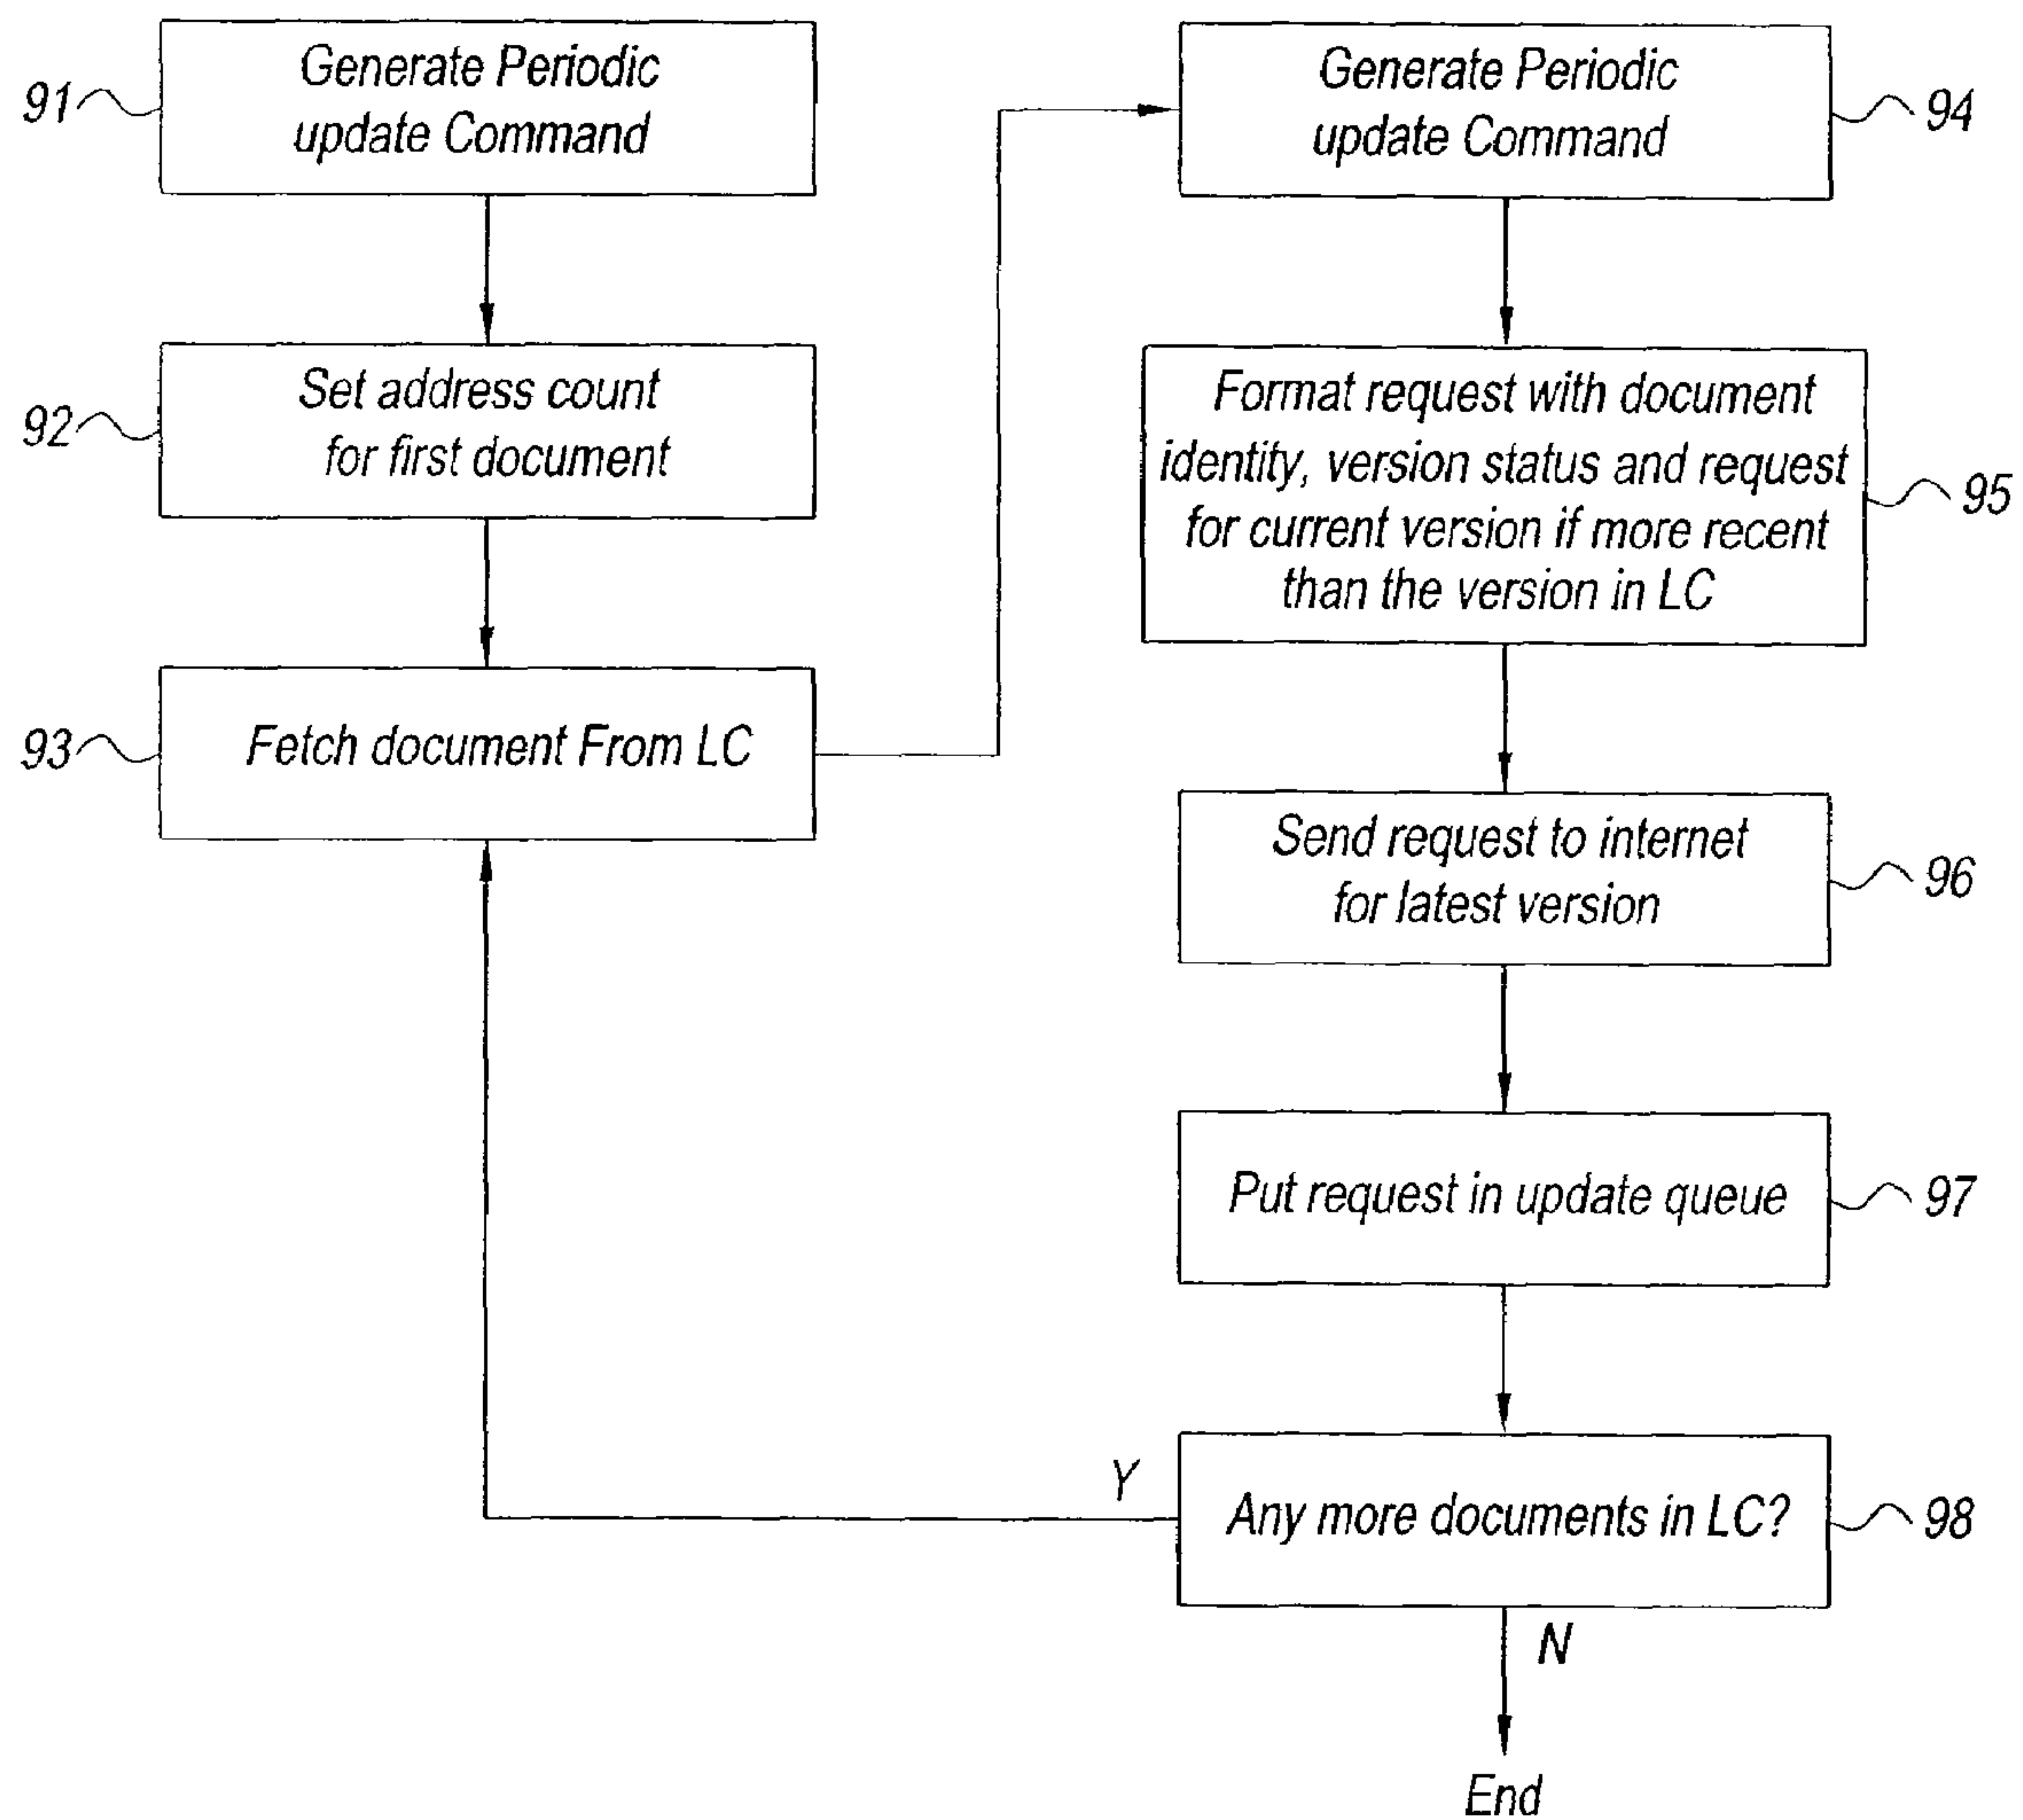 91
Generate Periodic
update Command
92
Set address count
for first document
93
Fetch document From LC
Generate Periodic
update Command
94
Format request with document
identity, version status and request
for current version if more recent
than the version in LC
95
Send request to internet
for latest version
96
Put request in update queue
97
Y
Any more documents in LC?
98
N
End